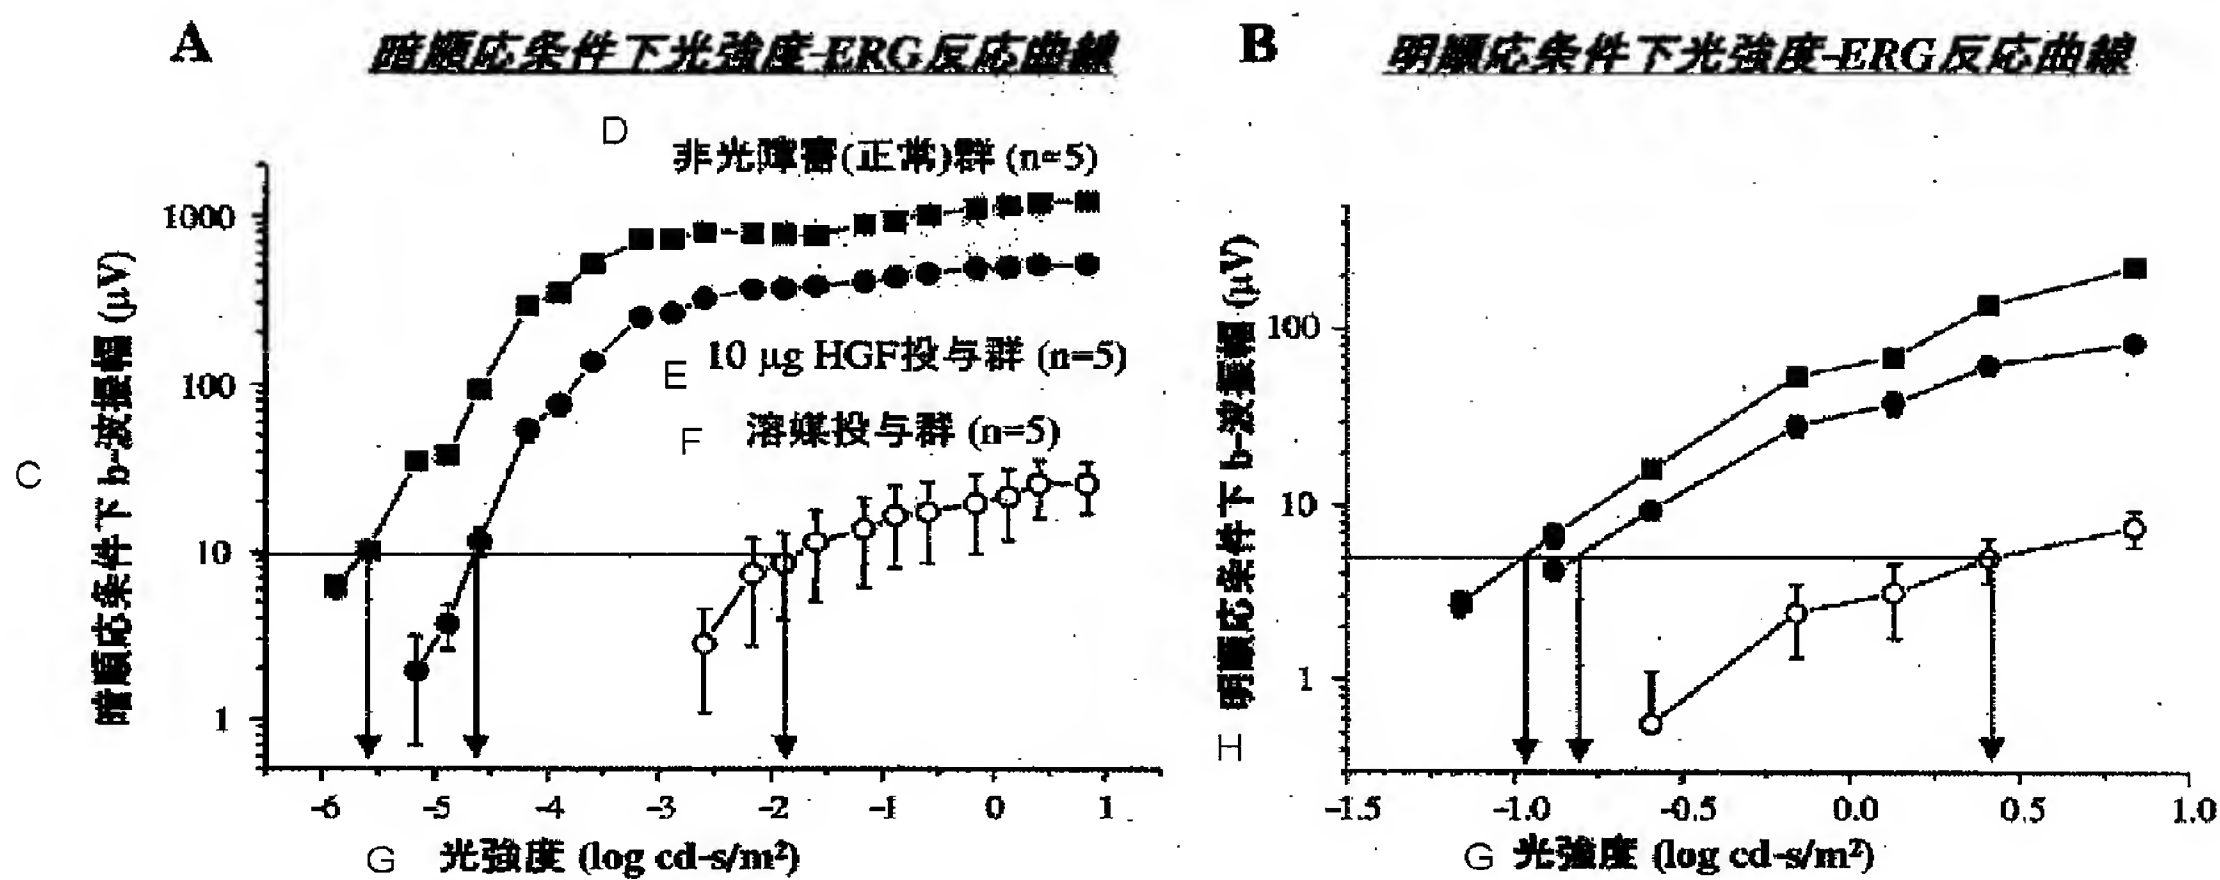 A
暗順応条件下光強度-ERG反応曲線
D
非光障害(正常)群 (n=5)
1000
100
10
1
C
暗順応条件下 b-波振幅 (μV)
E
10 μg HGF投与群 (n=5)
F
溶媒投与群 (n=5)
-6 -5 -4 -3 -2 -1 0 1
G 光強度 (log cd-s/m²)
B
明順応条件下光強度-ERG反応曲線
100
10
1
H
明順応条件下 b-波振幅 (μV)
-1.5 -1.0 -0.5 0.0 0.5 1.0
G 光強度 (log cd-s/m²)